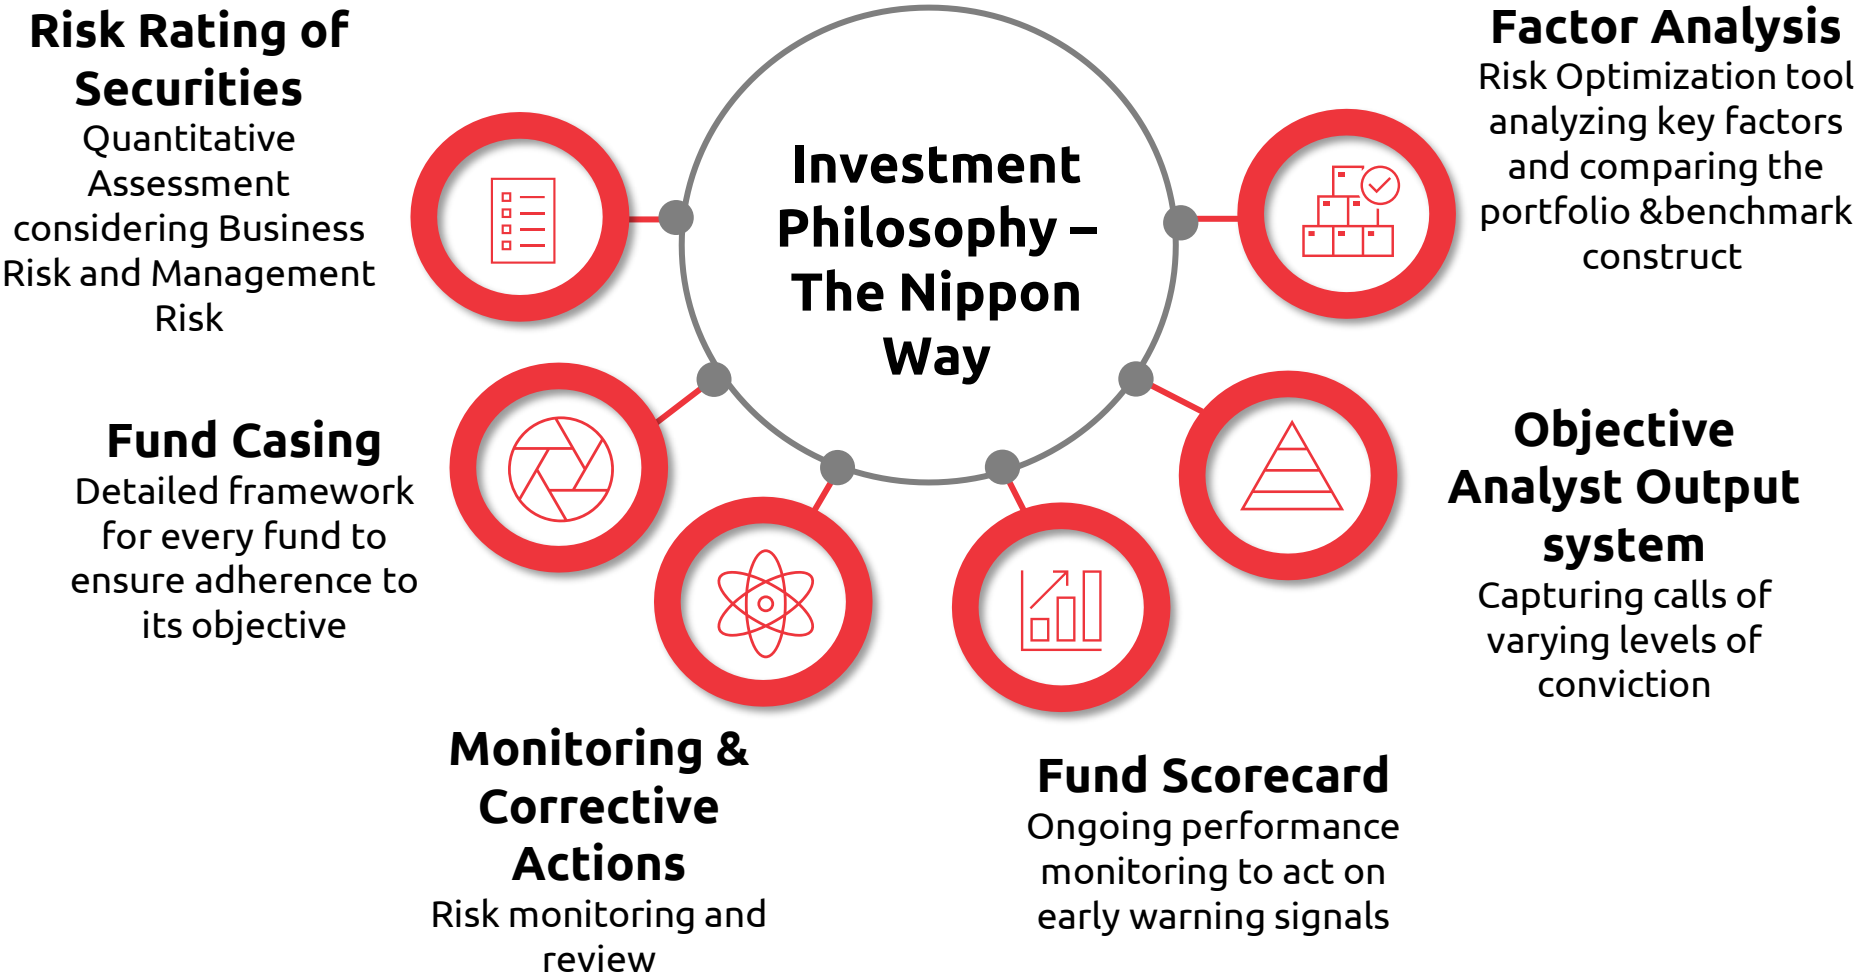 Investment
Philosophy –
The Nippon
Way
Risk Rating of
Securities
Quantitative
Assessment
considering Business
Risk and Management
Risk
Fund Casing
Detailed framework
for every fund to
ensure adherence to
its objective
Monitoring &
Corrective
Actions
Risk monitoring and
review
Fund Scorecard
Ongoing performance
monitoring to act on
early warning signals
Objective
Analyst Output
system
Capturing calls of
varying levels of
conviction
Factor Analysis
Risk Optimization tool
analyzing key factors
and comparing the
portfolio &benchmark
construct